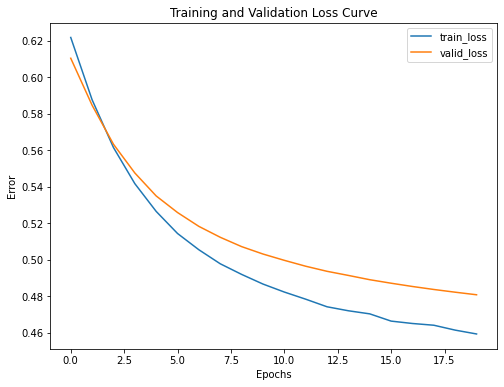 Training and Validation Loss Curve
train_loss
valid_loss
Error
0.62
0.60
0.58
0.56
0.54
0.52
0.50
0.48
0.46
0.0 2.5 5.0 7.5 10.0 12.5 15.0 17.5
Epochs